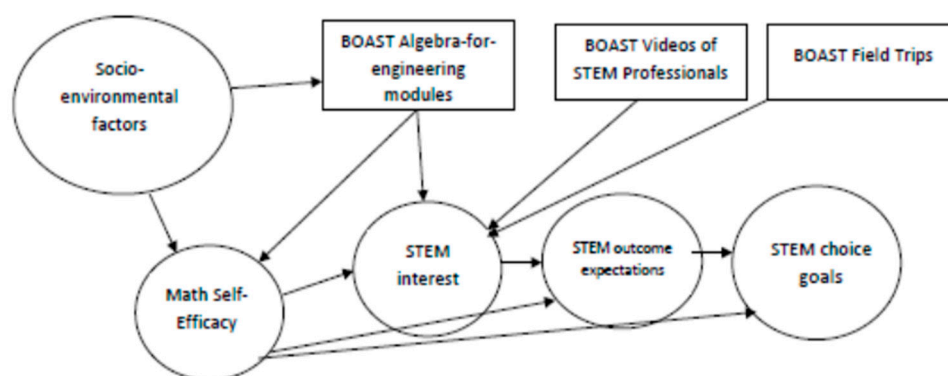 Socio-
environmental
factors
BOAST Algebra-for-
engineering
modules
BOAST Videos of
STEM Professionals
BOAST Field Trips
Math Self-
Efficacy
STEM
interest
STEM outcome
expectations
STEM choice
goals